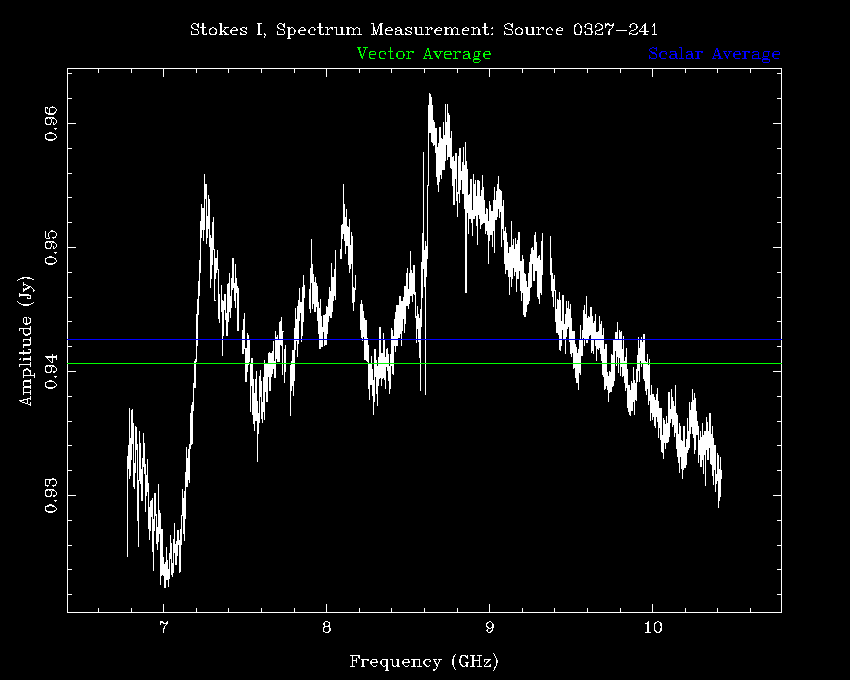 Stokes I, Spectrum Measurement: Source 0327-241
Vector Average Scalar Average
0.96
0.95
0.94
0.93
Amplitude (Jy)
7 8 9 10
Frequency (GHz)